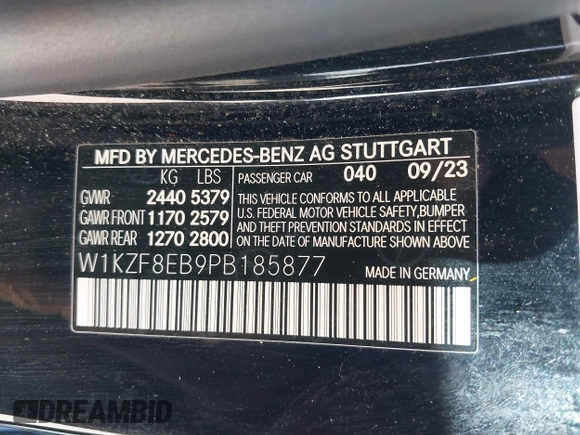 MFD BY MERCEDES-BENZ AG STUTTGART
KG LBS PASSENGER CAR 040 09/23
GVWR 2440 5379
GAWR FRONT 1170 2579
GAWR REAR 1270 2800
THIS VEHICLE CONFORMS TO ALL APPLICABLE
U.S. FEDERAL MOTOR VEHICLE SAFETY, BUMPER
AND THEFT PREVENTION STANDARDS IN EFFECT
ON THE DATE OF MANUFACTURE SHOWN ABOVE.
W1KZF8EB9PB185877 MADE IN GERMANY
DREAMBID